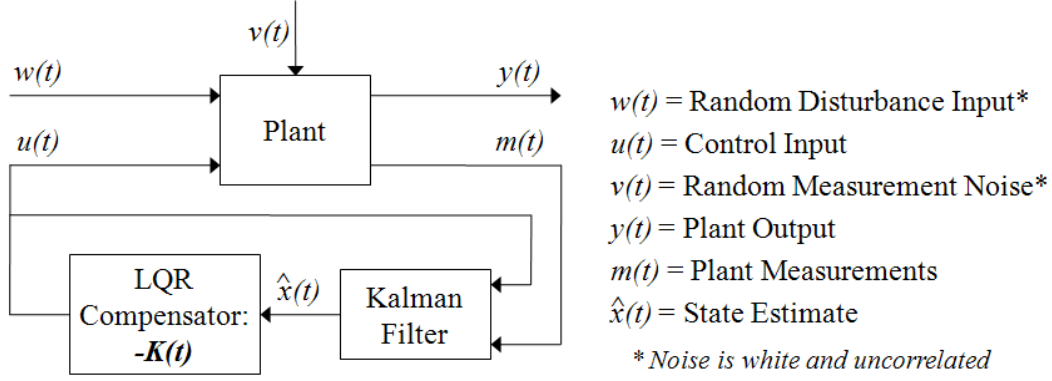 v(t)
w(t)
y(t)
Plant
u(t)
m(t)
LQR
Compensator:
-K(t)
x̂(t)
Kalman
Filter
w(t) = Random Disturbance Input*
u(t) = Control Input
v(t) = Random Measurement Noise*
y(t) = Plant Output
m(t) = Plant Measurements
x̂(t) = State Estimate
* Noise is white and uncorrelated